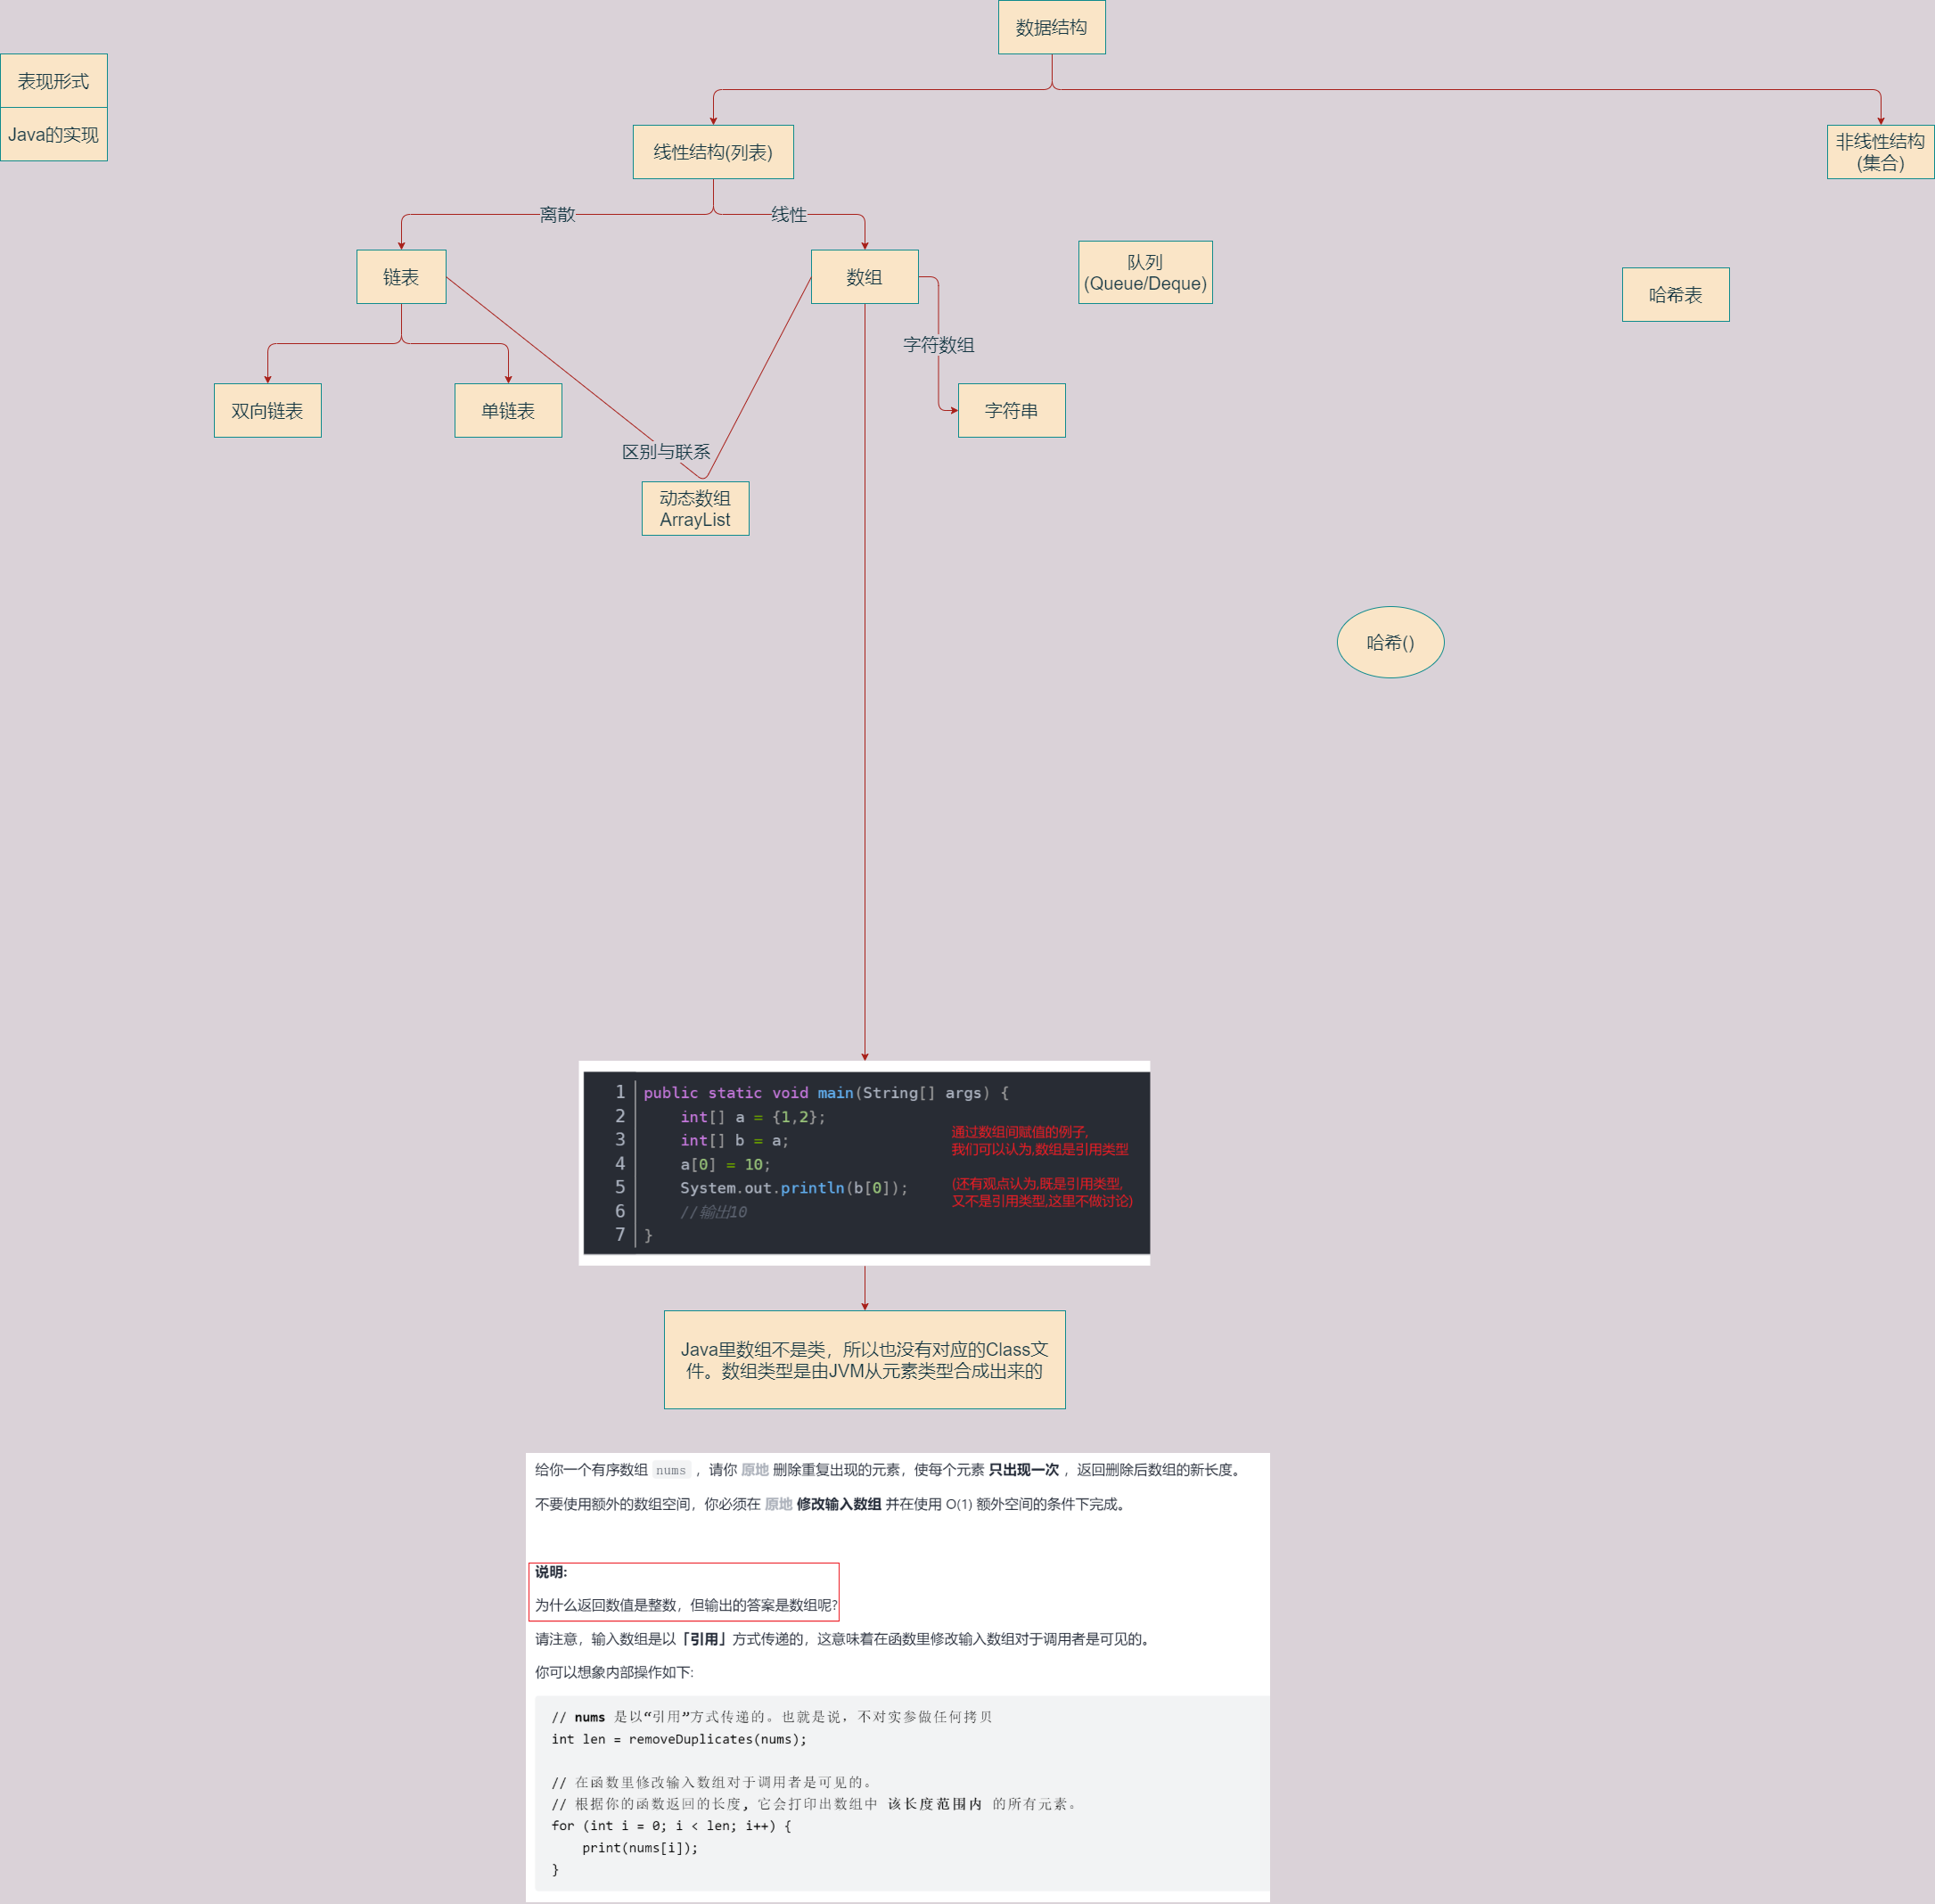 数据结构
表现形式
Java的实现
线性结构(列表)
非线性结构
(集合)
离散
线性
链表
数组
队列
(Queue/Deque)
哈希表
字符数组
双向链表
单链表
字符串
区别与联系
动态数组
ArrayList
哈希()
1 public static void main(String[] args) {
2 int[] a = {1,2};
3 int[] b = a;
4 a[0] = 10;
5 System.out.println(b[0]);
6 //输出10
7 }
通过数组间赋值的例子,
我们可以认为,数组是引用类型
(还有观点认为,既是引用类型,
又不是引用类型,这里不做讨论)
Java里数组不是类，所以也没有对应的Class文
件。数组类型是由JVM从元素类型合成出来的
给你一个有序数组 nums ，请你 原地 删除重复出现的元素，使每个元素 只出现一次 ，返回删除后数组的新长度。
不要使用额外的数组空间，你必须在 原地 修改输入数组 并在使用 O(1) 额外空间的条件下完成。
说明:
为什么返回数值是整数，但输出的答案是数组呢?
请注意，输入数组是以「引用」方式传递的，这意味着在函数里修改输入数组对于调用者是可见的。
你可以想象内部操作如下:
// nums 是以“引用”方式传递的。也就是说，不对实参做任何拷贝
int len = removeDuplicates(nums);
// 在函数里修改输入数组对于调用者是可见的。
// 根据你的函数返回的长度, 它会打印出数组中 该长度范围内 的所有元素。
for (int i = 0; i < len; i++) {
print(nums[i]);
}